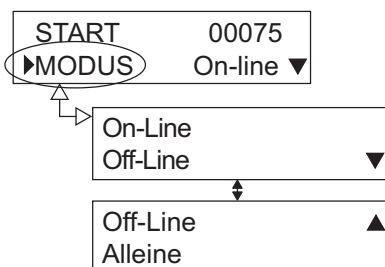 START 00075
MODUS On-line
On-Line
Off-Line
Off-Line
Alleine